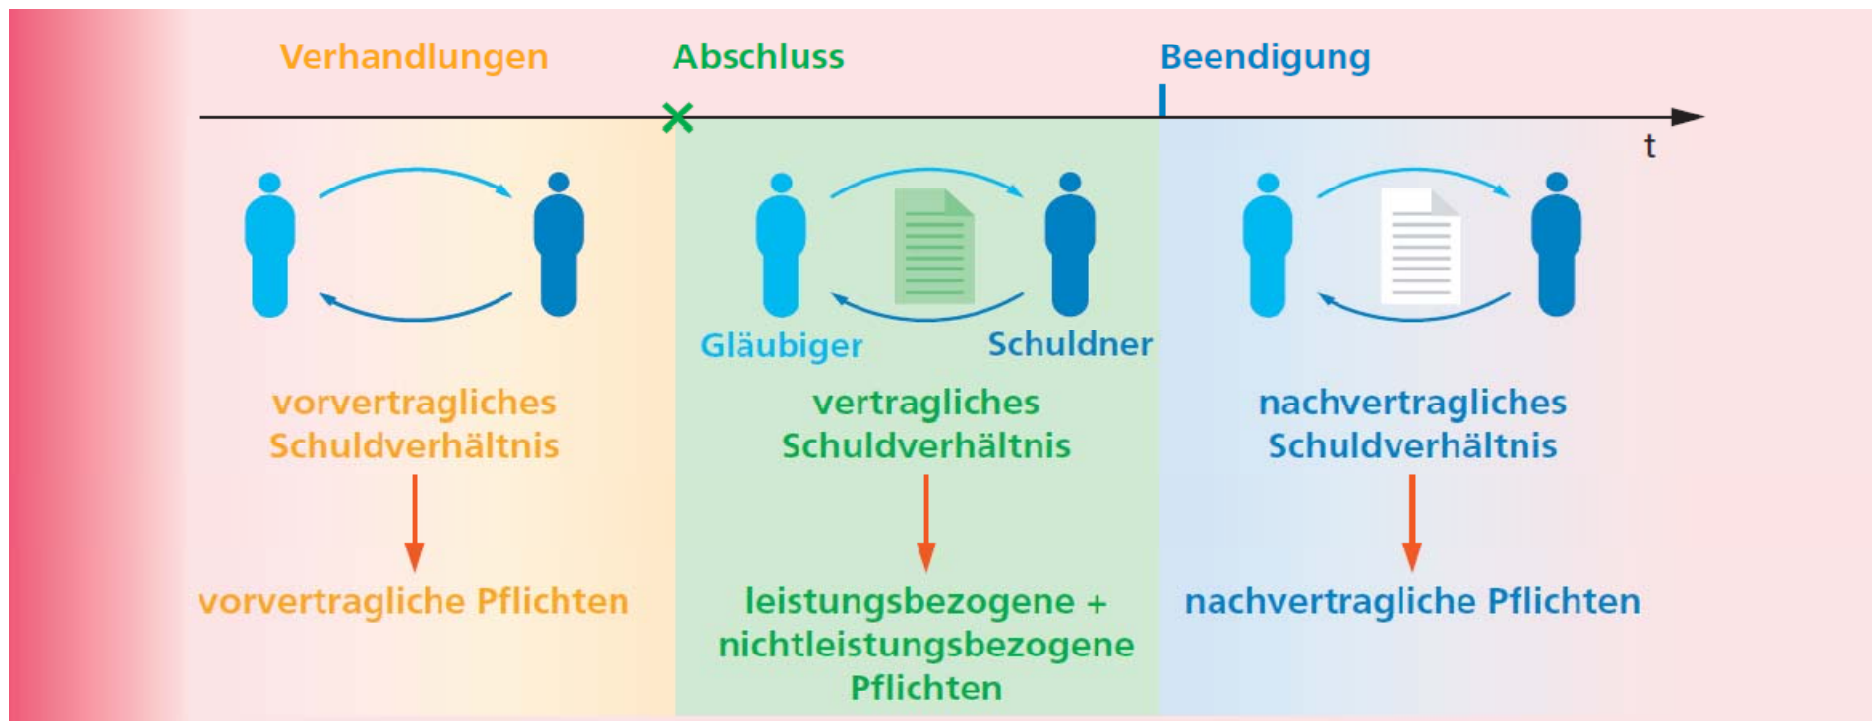 Verhandlungen
Abschluss
Beendigung
t
Gläubiger
Schuldner
vorvertragliches
Schuldverhältnis
vertragliches
Schuldverhältnis
nachvertragliches
Schuldverhältnis
vorvertragliche Pflichten
leistungsbezogene +
nichtleistungsbezogene
Pflichten
nachvertragliche Pflichten